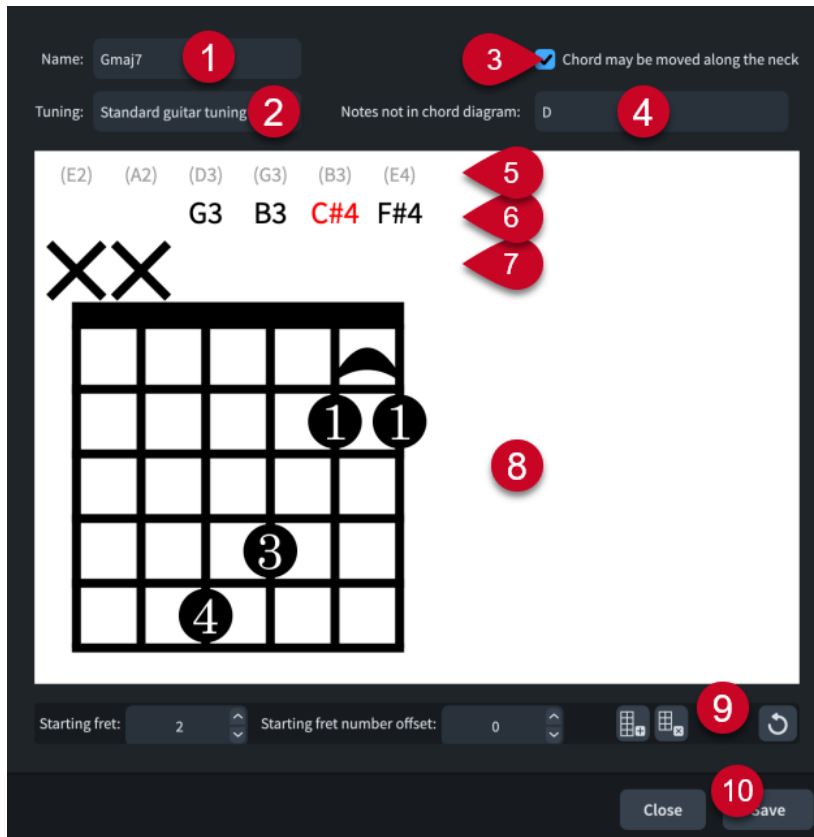 Name: Gmaj7 1 3 Chord may be moved along the neck
Tuning: Standard guitar tuning 2 Notes not in chord diagram: D 4
(E2) (A2) (D3) (G3) (B3) (E4) 5
G3 B3 C#4 F#4 6
7
1 1
8
3
4
Starting fret: 2 Starting fret number offset: 0 9
10
Close Save